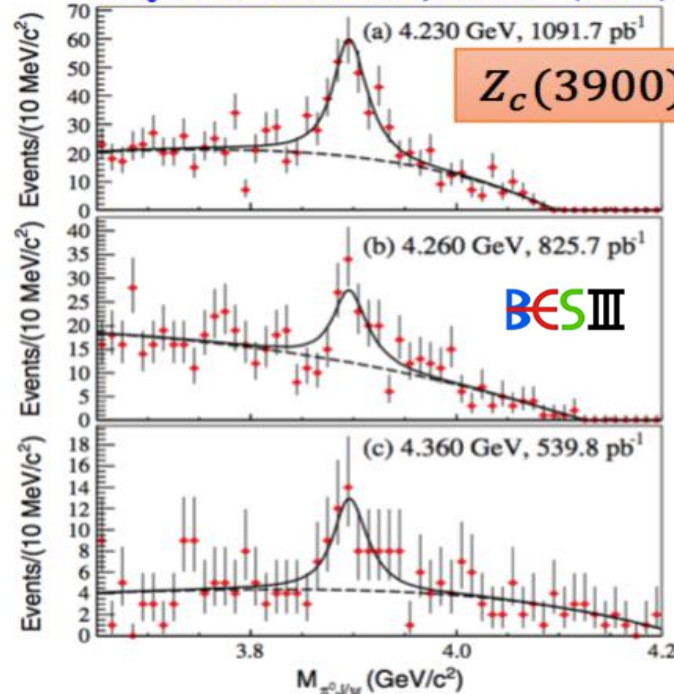 70
60
50
40
30
20
10
0
Events/(10 MeV/c²)
(a) 4.230 GeV, 1091.7 pb⁻¹
Z_c(3900)
40
35
30
25
20
15
10
5
0
Events/(10 MeV/c²)
(b) 4.260 GeV, 825.7 pb⁻¹
BESIII
18
16
14
12
10
8
6
4
2
0
Events/(10 MeV/c²)
(c) 4.360 GeV, 539.8 pb⁻¹
3.8 4.0 4.2
M_π⁰J/ψ (GeV/c²)